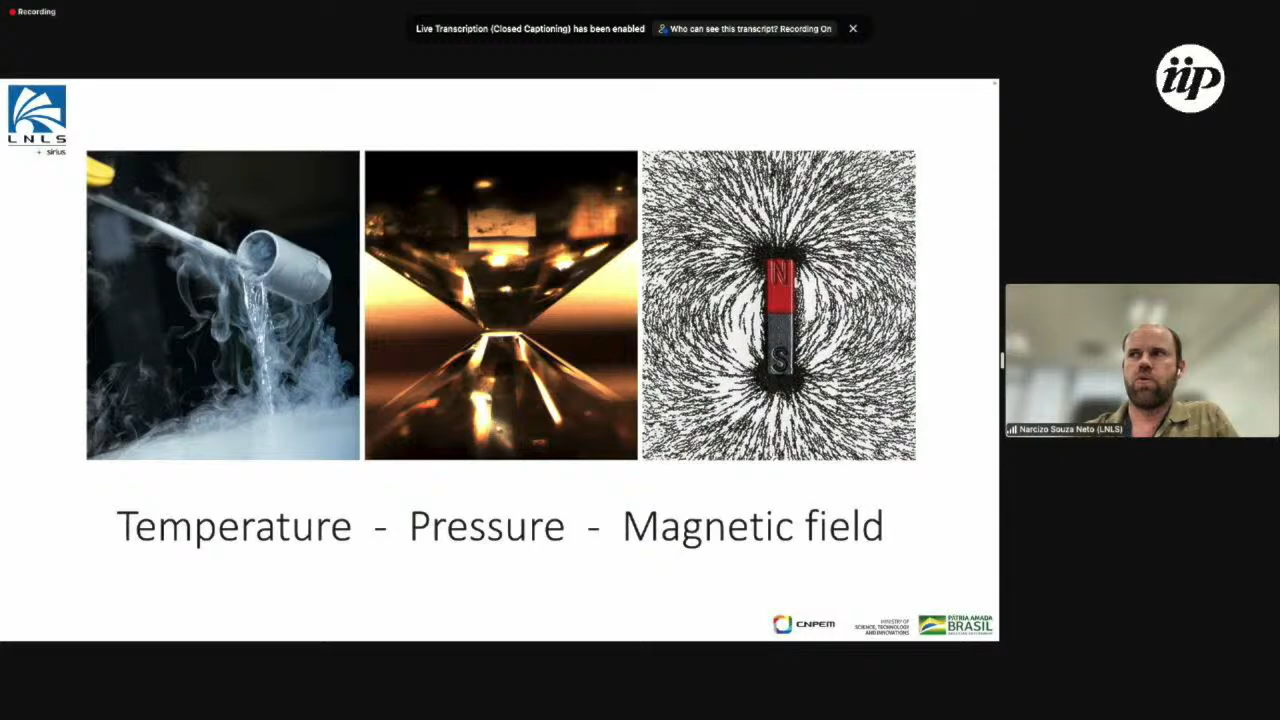 Recording
Live Transcription (Closed Captioning) has been enabled
Who can see this transcript? Recording On
iip
LNLS
+ sirius
N
S
Temperature - Pressure - Magnetic field
Narcizo Souza Neto (LNLS)
CNPEM
MINISTRY OF
SCIENCE, TECHNOLOGY
AND INNOVATIONS
PÁTRIA AMADA
BRASIL